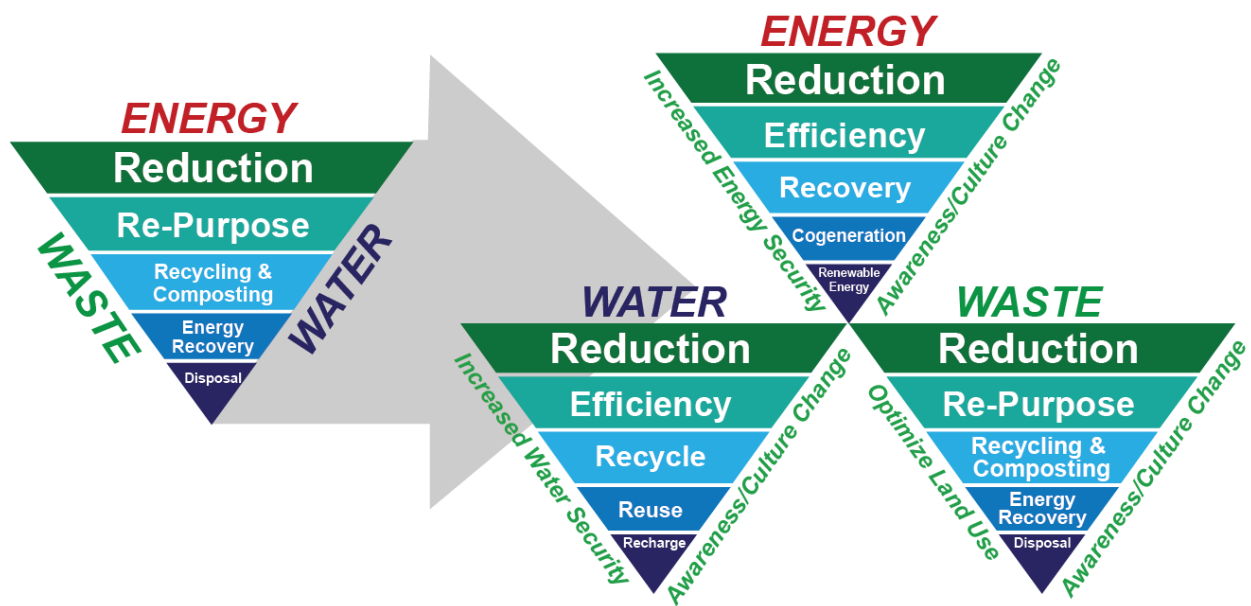 ENERGY
Reduction
Re-Purpose
Recycling &
Composting
Energy
Recovery
Disposal
WASTE
WATER
ENERGY
Reduction
Efficiency
Recovery
Cogeneration
Renewable
Energy
Increased Energy Security
Awareness/Culture Change
WATER
Reduction
Efficiency
Recycle
Reuse
Recharge
Increased Water Security
Awareness/Culture Change
WASTE
Reduction
Re-Purpose
Recycling &
Composting
Energy
Recovery
Disposal
Optimize Land Use
Awareness/Culture Change